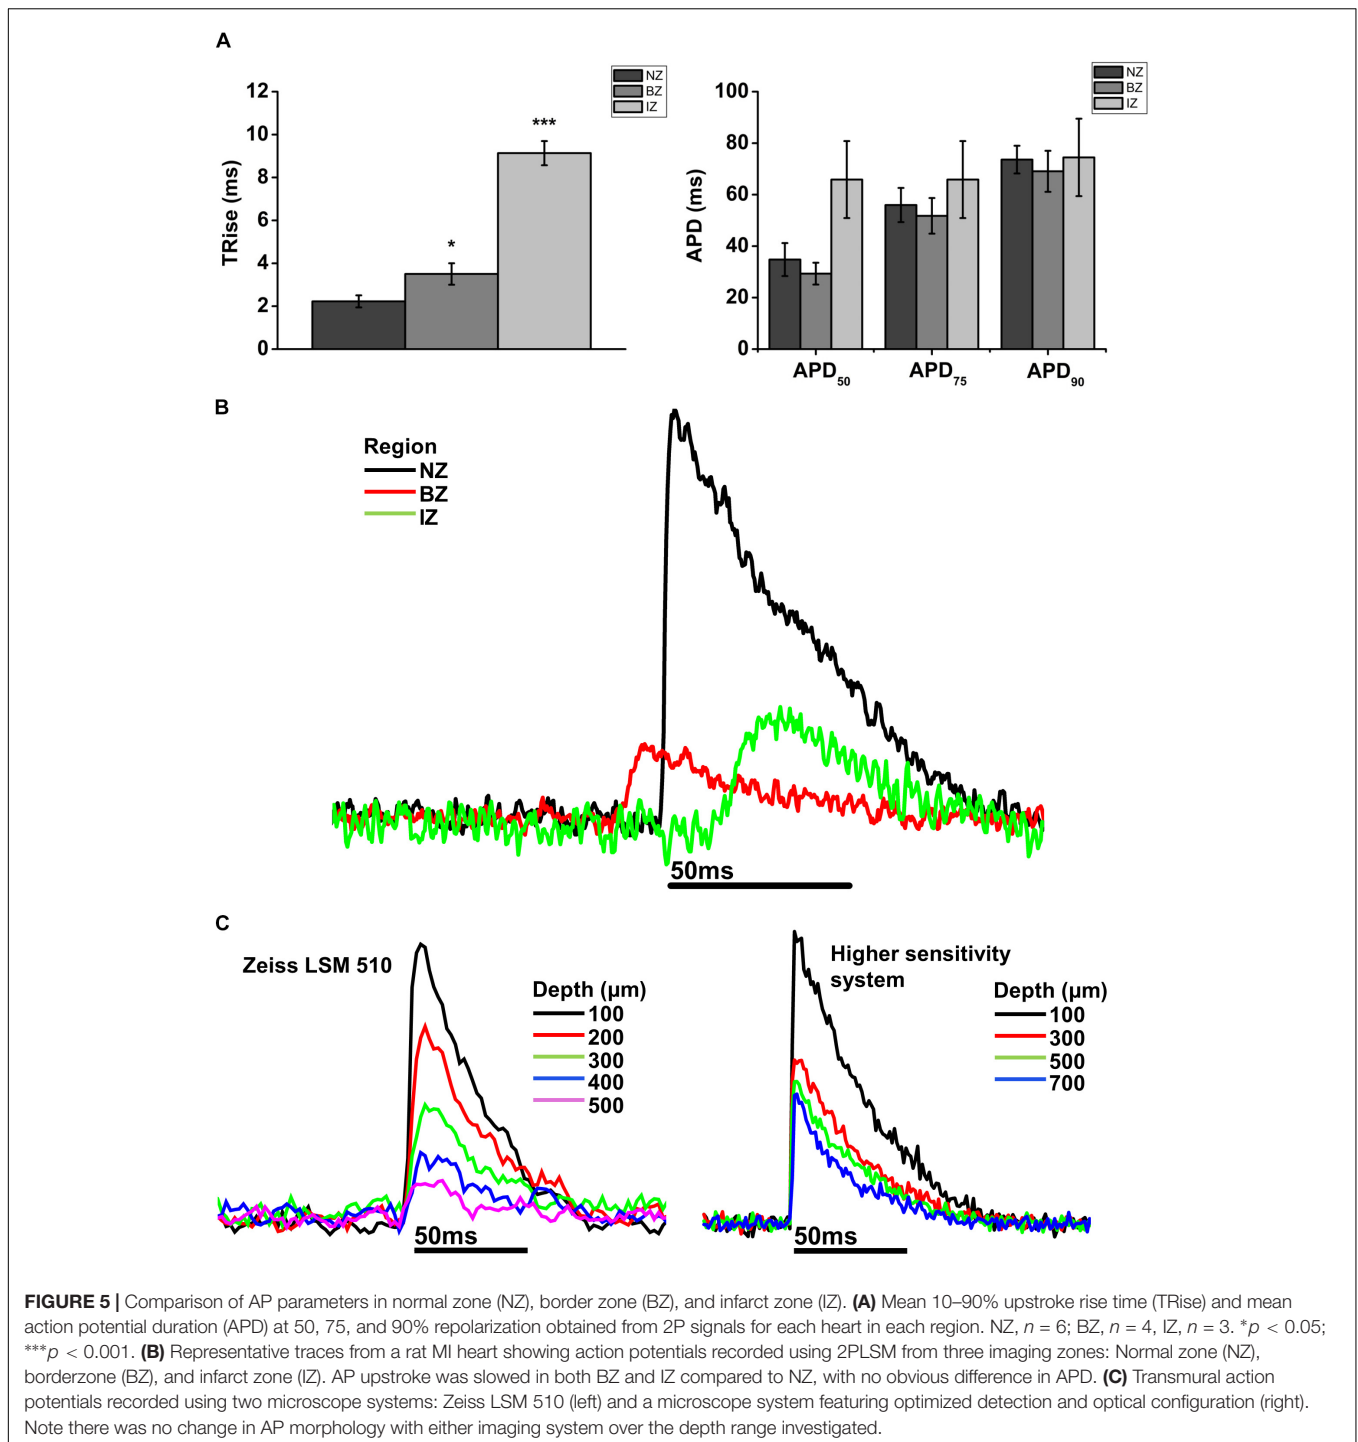 A
NZ
BZ
IZ
12
10
8
6
4
2
0
TRise (ms)
*
***
NZ
BZ
IZ
100
80
60
40
20
0
APD (ms)
APD50
APD75
APD90
B
Region
NZ
BZ
IZ
50ms
C
Zeiss LSM 510
Depth (µm)
100
200
300
400
500
50ms
Higher sensitivity
system
Depth (µm)
100
300
500
700
50ms
FIGURE 5 | Comparison of AP parameters in normal zone (NZ), border zone (BZ), and infarct zone (IZ). (A) Mean 10–90% upstroke rise time (TRise) and mean
action potential duration (APD) at 50, 75, and 90% repolarization obtained from 2P signals for each heart in each region. NZ, n = 6; BZ, n = 4, IZ, n = 3. *p < 0.05;
***p < 0.001. (B) Representative traces from a rat MI heart showing action potentials recorded using 2PLSM from three imaging zones: Normal zone (NZ),
borderzone (BZ), and infarct zone (IZ). AP upstroke was slowed in both BZ and IZ compared to NZ, with no obvious difference in APD. (C) Transmural action
potentials recorded using two microscope systems: Zeiss LSM 510 (left) and a microscope system featuring optimized detection and optical configuration (right).
Note there was no change in AP morphology with either imaging system over the depth range investigated.